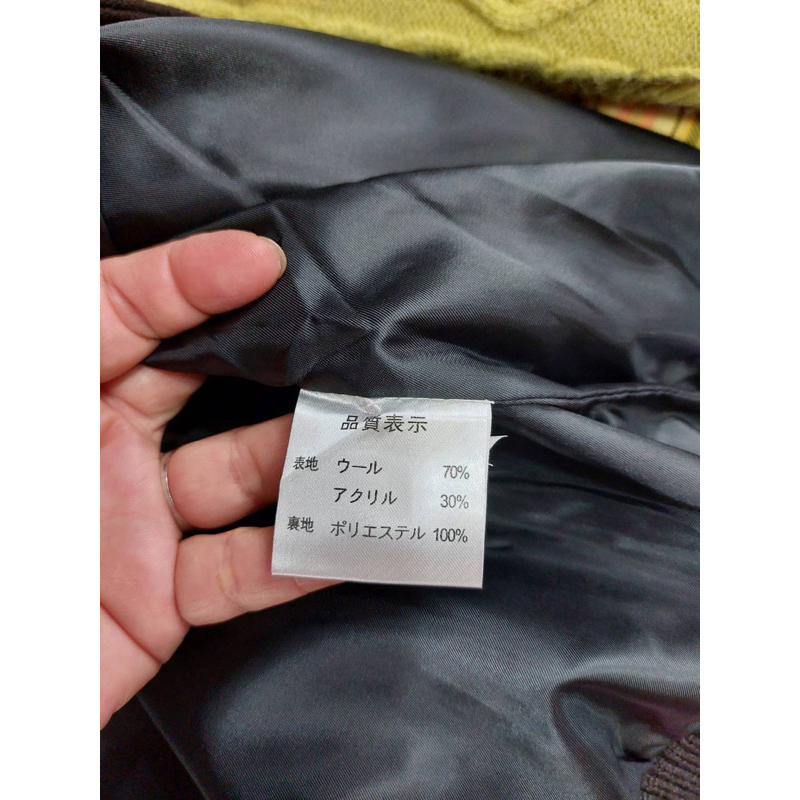 品質表示
表地 ウール 70%
アクリル 30%
裏地 ポリエステル 100%